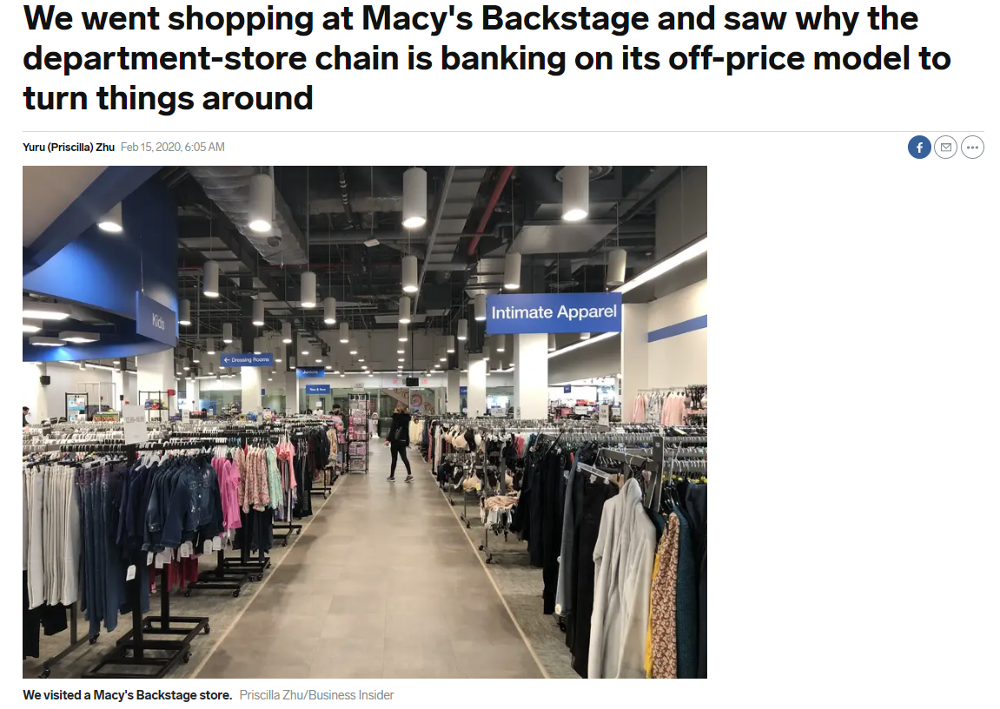 We went shopping at Macy's Backstage and saw why the
department-store chain is banking on its off-price model to
turn things around
Yuru (Priscilla) Zhu Feb 15, 2020, 6:05 AM
Kids
Intimate Apparel
← Dressing Rooms
Juniors
We visited a Macy's Backstage store. Priscilla Zhu/Business Insider